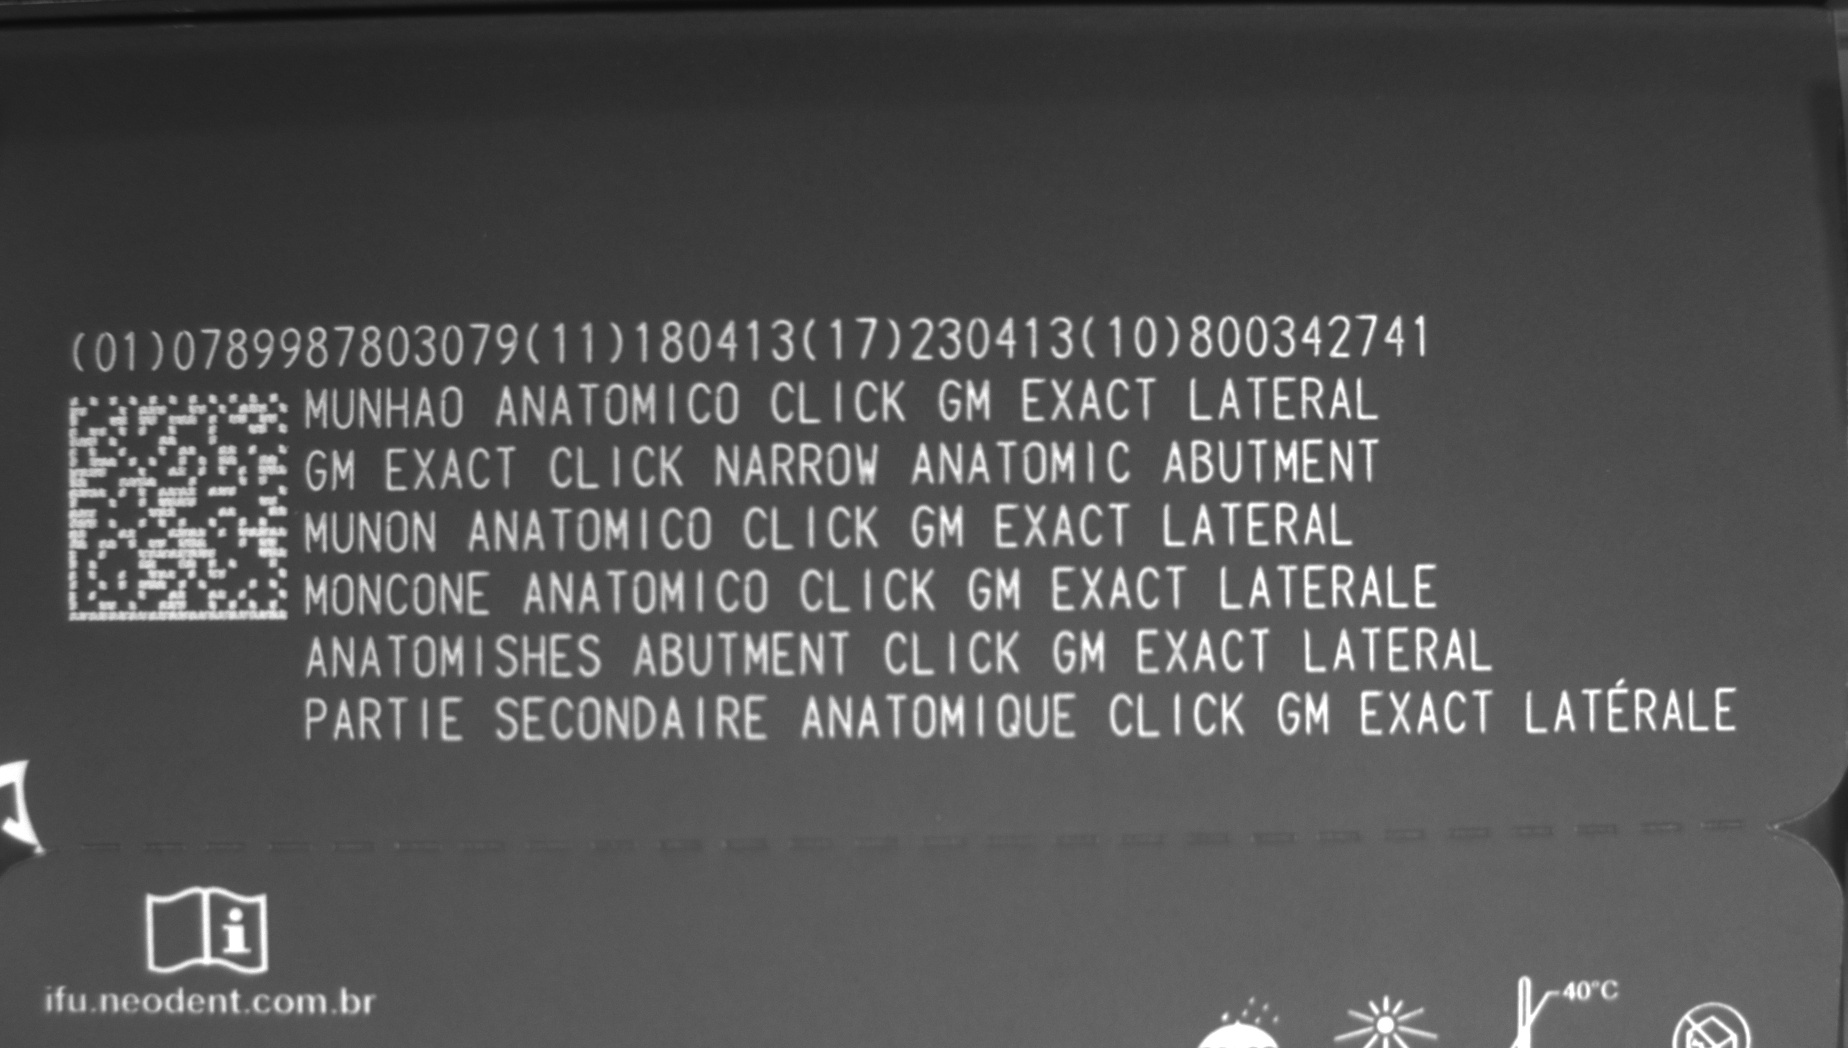 (01)0789987803079(11)180413(17)230413(10)800342741
MUNHAO ANATOMICO CLICK GM EXACT LATERAL
GM EXACT CLICK NARROW ANATOMIC ABUTMENT
MUNON ANATOMICO CLICK GM EXACT LATERAL
MONCONE ANATOMICO CLICK GM EXACT LATERALE
ANATOMISHES ABUTMENT CLICK GM EXACT LATERAL
PARTIE SECONDAIRE ANATOMIQUE CLICK GM EXACT LATÉRALE
ifu.neodent.com.br
40°C